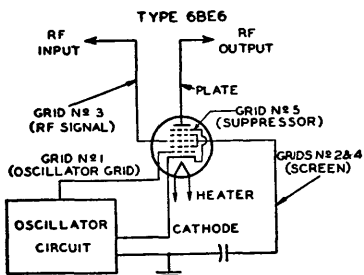 TYPE 6BE6
RF
INPUT
RF
OUTPUT
PLATE
GRID Nº 3
(RF SIGNAL)
GRID Nº 5
(SUPPRESSOR)
GRID Nº 1
(OSCILLATOR GRID)
GRIDS Nº 2&4
(SCREEN)
HEATER
CATHODE
OSCILLATOR
CIRCUIT